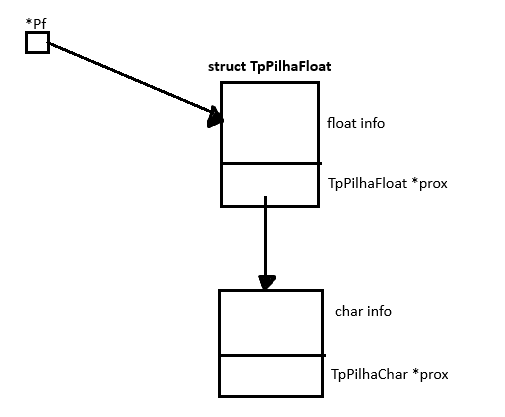 *Pf
struct TpPilhaFloat
float info
TpPilhaFloat *prox
char info
TpPilhaChar *prox